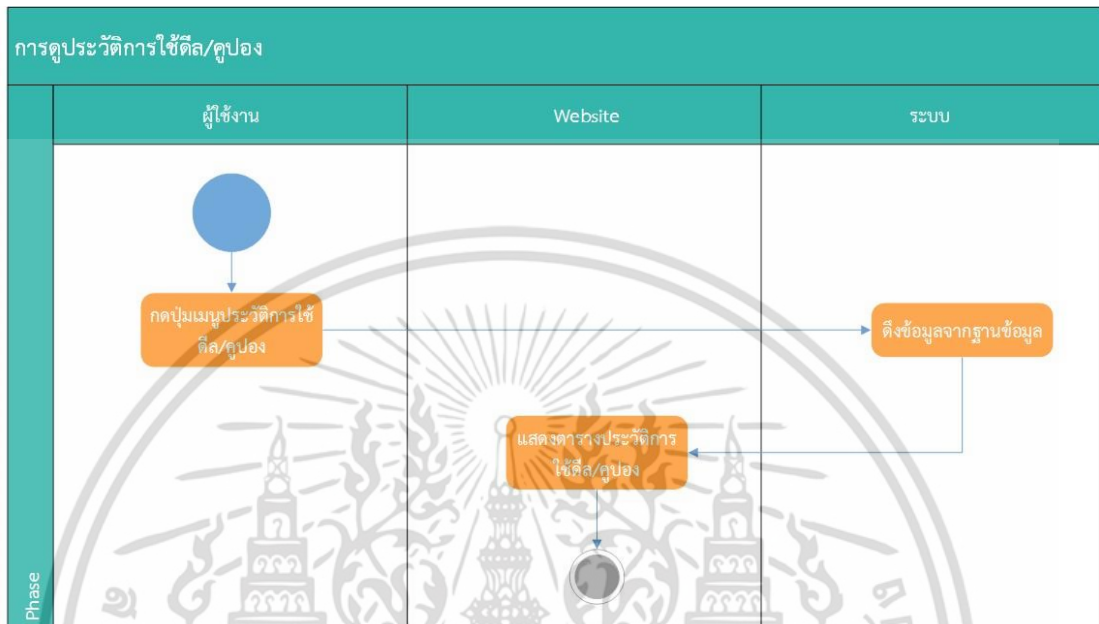 การดูประวัติการใช้ดีล/คูปอง
ผู้ใช้งาน
Website
ระบบ
กดปุ่มเมนูประวัติการใช้
ดีล/คูปอง
ดึงข้อมูลจากฐานข้อมูล
แสดงตารางประวัติการ
ใช้ดีล/คูปอง
Phase